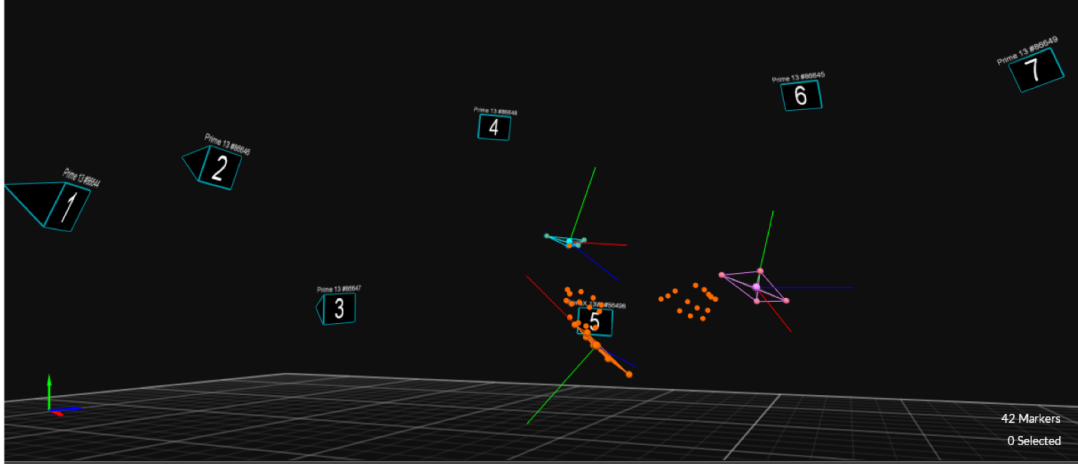 Prime 13 #86649
7
Prime 13 #86645
6
Prime 13 #86648
4
Prime 13 #86646
2
Prime 13 #86644
1
Prime 13 #86647
3
5
42 Markers
0 Selected